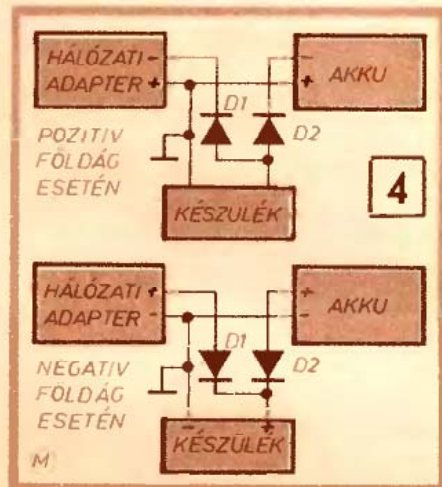 HÁLÓZATI -
ADAPTER +
- AKKU
+
D1
D2
POZITIV
FÖLDÁG
ESETÉN
4
KÉSZÜLÉK
HÁLÓZATI +
ADAPTER -
+ AKKU
-
D1
D2
NEGATIV
FÖLDÁG
ESETÉN
- +
KÉSZÜLÉK
M